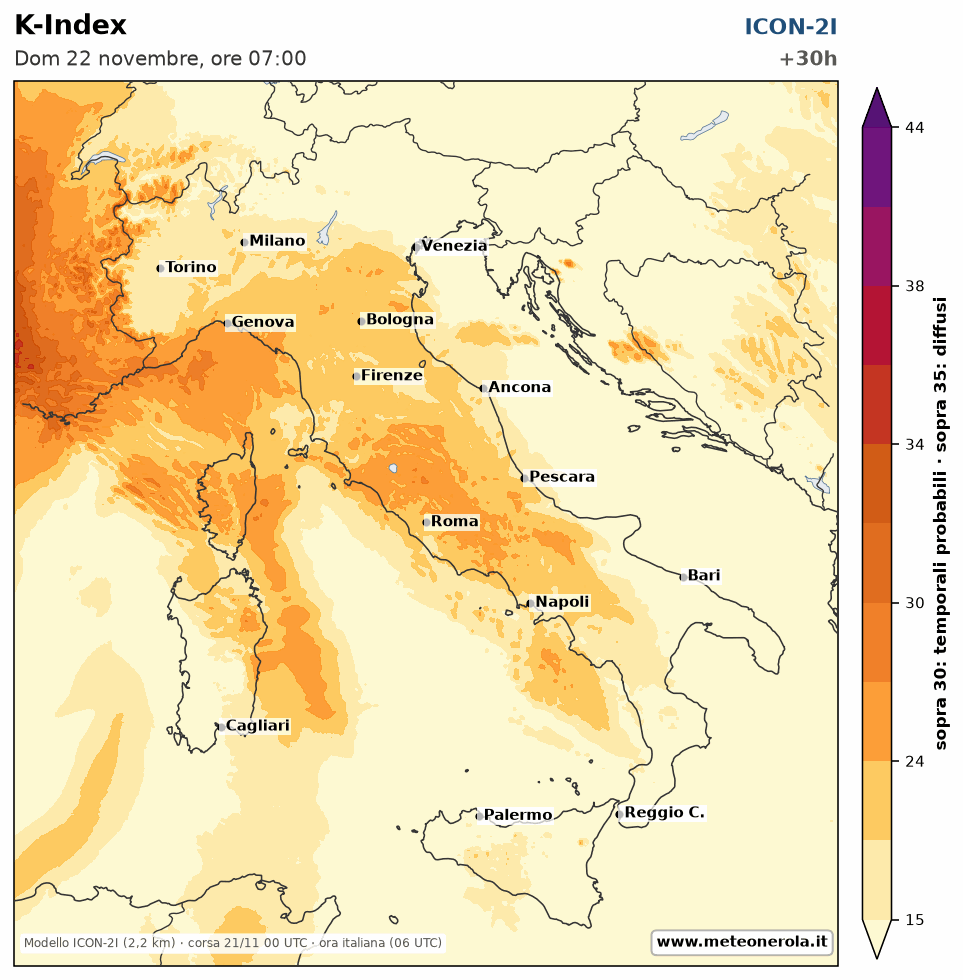 K-Index
ICON-2I
Dom 22 novembre, ore 07:00
+30h
Milano
Venezia
Torino
Genova
Bologna
Firenze
Ancona
Pescara
Roma
Bari
Napoli
Cagliari
Palermo
Reggio C.
44
38
34
30
24
15
sopra 30: temporali probabili · sopra 35: diffusi
Modello ICON-2I (2,2 km) · corsa 21/11 00 UTC · ora italiana (06 UTC)
www.meteonerola.it